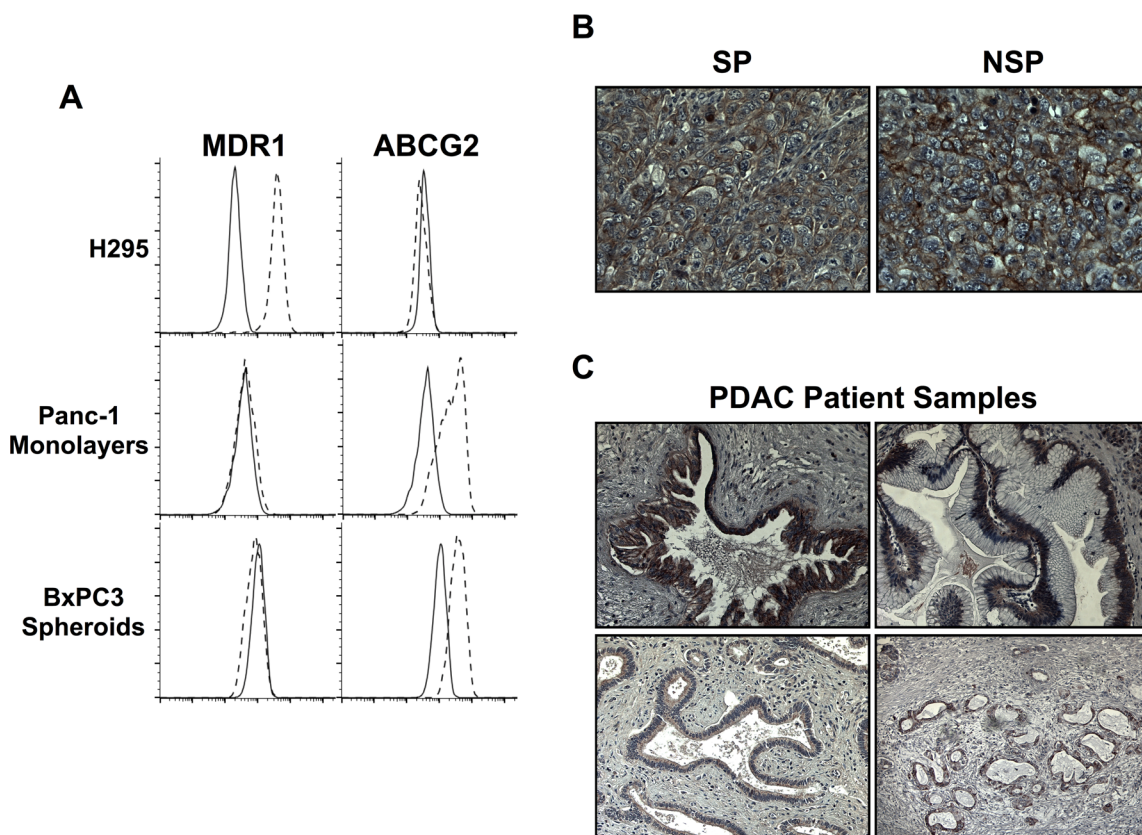 A
MDR1 ABCG2
H295
Panc-1
Monolayers
BxPC3
Spheroids
B
SP NSP
C
PDAC Patient Samples